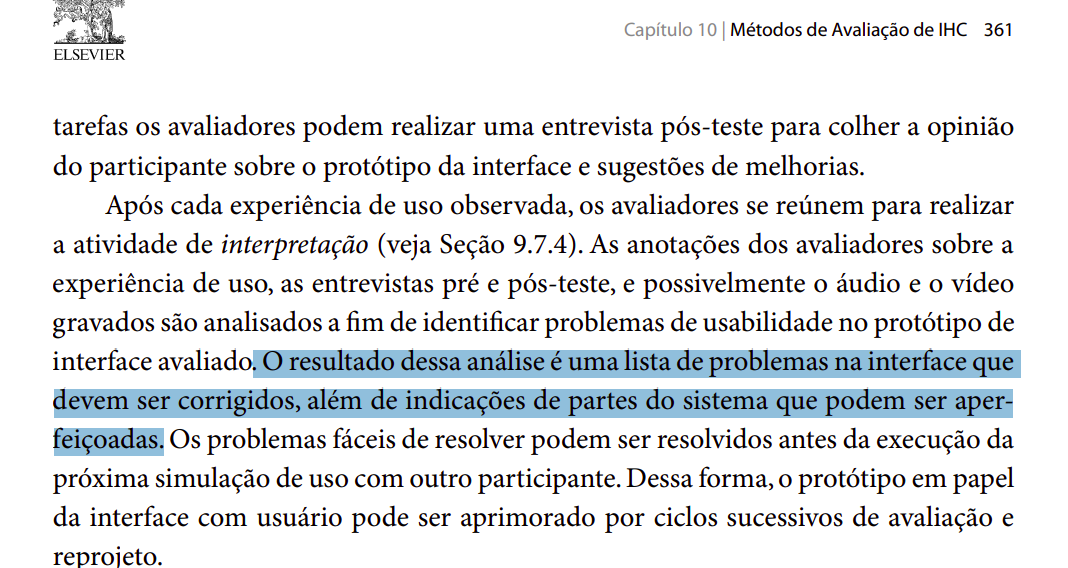 ELSEVIER
Capítulo 10 | Métodos de Avaliação de IHC 361
tarefas os avaliadores podem realizar uma entrevista pós-teste para colher a opinião
do participante sobre o protótipo da interface e sugestões de melhorias.
Após cada experiência de uso observada, os avaliadores se reúnem para realizar
a atividade de interpretação (veja Seção 9.7.4). As anotações dos avaliadores sobre a
experiência de uso, as entrevistas pré e pós-teste, e possivelmente o áudio e o vídeo
gravados são analisados a fim de identificar problemas de usabilidade no protótipo de
interface avaliado. O resultado dessa análise é uma lista de problemas na interface que
devem ser corrigidos, além de indicações de partes do sistema que podem ser aper-
feiçoadas. Os problemas fáceis de resolver podem ser resolvidos antes da execução da
próxima simulação de uso com outro participante. Dessa forma, o protótipo em papel
da interface com usuário pode ser aprimorado por ciclos sucessivos de avaliação e
reprojeto.